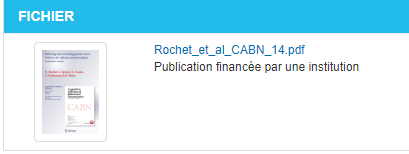 FICHIER
Rochet_et_al_CABN_14.pdf
Publication financée par une institution
CABN